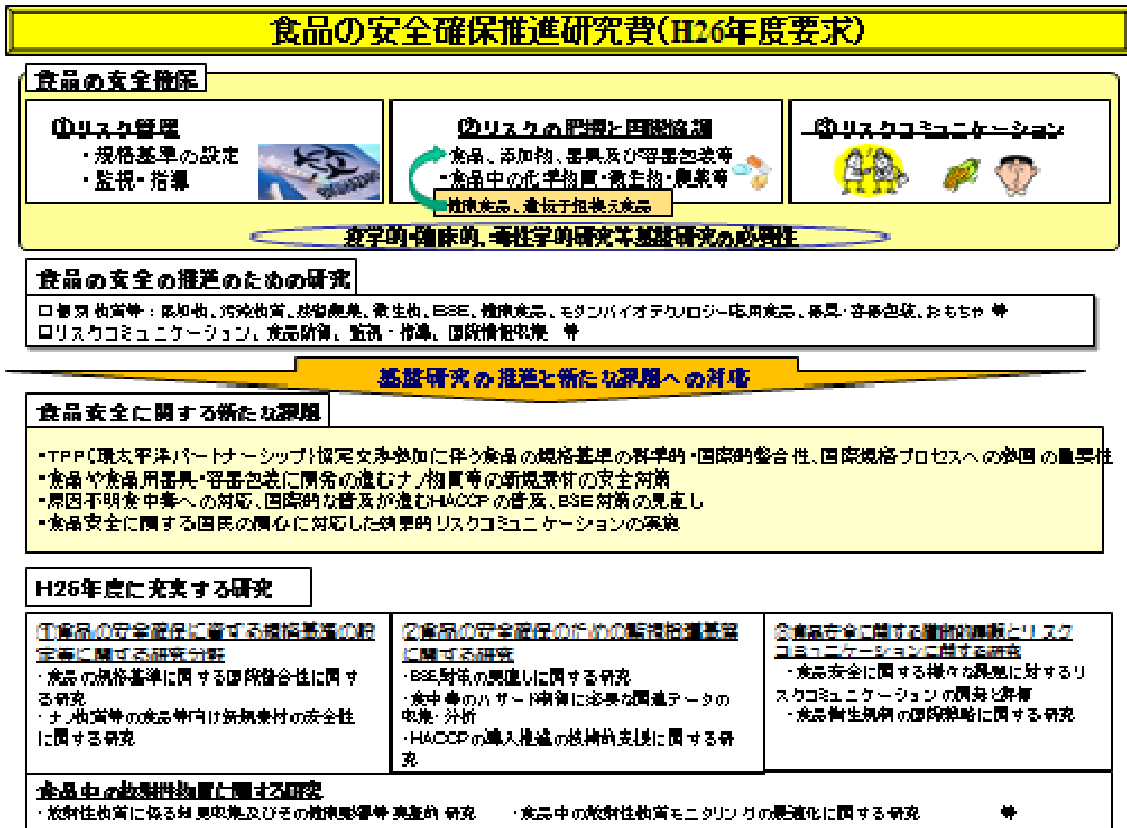 食品の安全確保推進研究費(H26年度要求)
食品の安全確保
①リスク管理
・規格基準の設定
・監視・指導
②リスクの把握と国際協調
・食品、添加物、器具及び容器包装等
・食品中の化学物質・微生物・農薬等
健康食品、遺伝子組換え食品
③リスクコミュニケーション
疫学的・臨床的、毒性学的研究等基盤研究の必要性
食品の安全の推進のための研究
□個別物質等：添加物、汚染物質、残留農薬、微生物、BSE、健康食品、モダンバイオテクノロジー応用食品、器具・容器包装、おもちゃ 等
□リスクコミュニケーション、食品防御、監視・指導、国際情報収集 等
基盤研究の推進と新たな課題への対応
食品安全に関する新たな課題
・TPP(環太平洋パートナーシップ)協定交渉参加に伴う食品の規格基準の科学的・国際的整合性、国際規格プロセスへの参画の重要性
・食品や食品用器具・容器包装に開発の進むナノ物質等の新規素材の安全対策
・原因不明食中毒への対応、国際的な普及が進むHACCPの普及、BSE対策の見直し
・食品安全に関する国民の関心に対応した効果的リスクコミュニケーションの実施
H26年度に充実する研究
①食品の安全確保に資する規格基準の設
定等に関する研究分野
・食品の規格基準に関する国際整合性に関す
る研究
・ナノ物質等の食品等向け新規素材の安全性
に関する研究
②食品の安全確保のための監視指導基盤
に関する研究
・BSE対策の見直しに関する研究
・食中毒のハザード制御に必要な関連データの
収集・分析
・HACCPの導入推進の技術的支援に関する研
究
③食品安全に関する国際的展開とリスク
コミュニケーションに関する研究
・食品安全に関する様々な課題に対するリ
スクコミュニケーションの開発と評価
・食品衛生規制の国際戦略に関する研究
食品中の放射性物質に関する研究
・放射性物質に係る知見収集及びその健康影響等実態的 研究 ・食品中の放射性物質モニタリングの最適化に関する研究 等